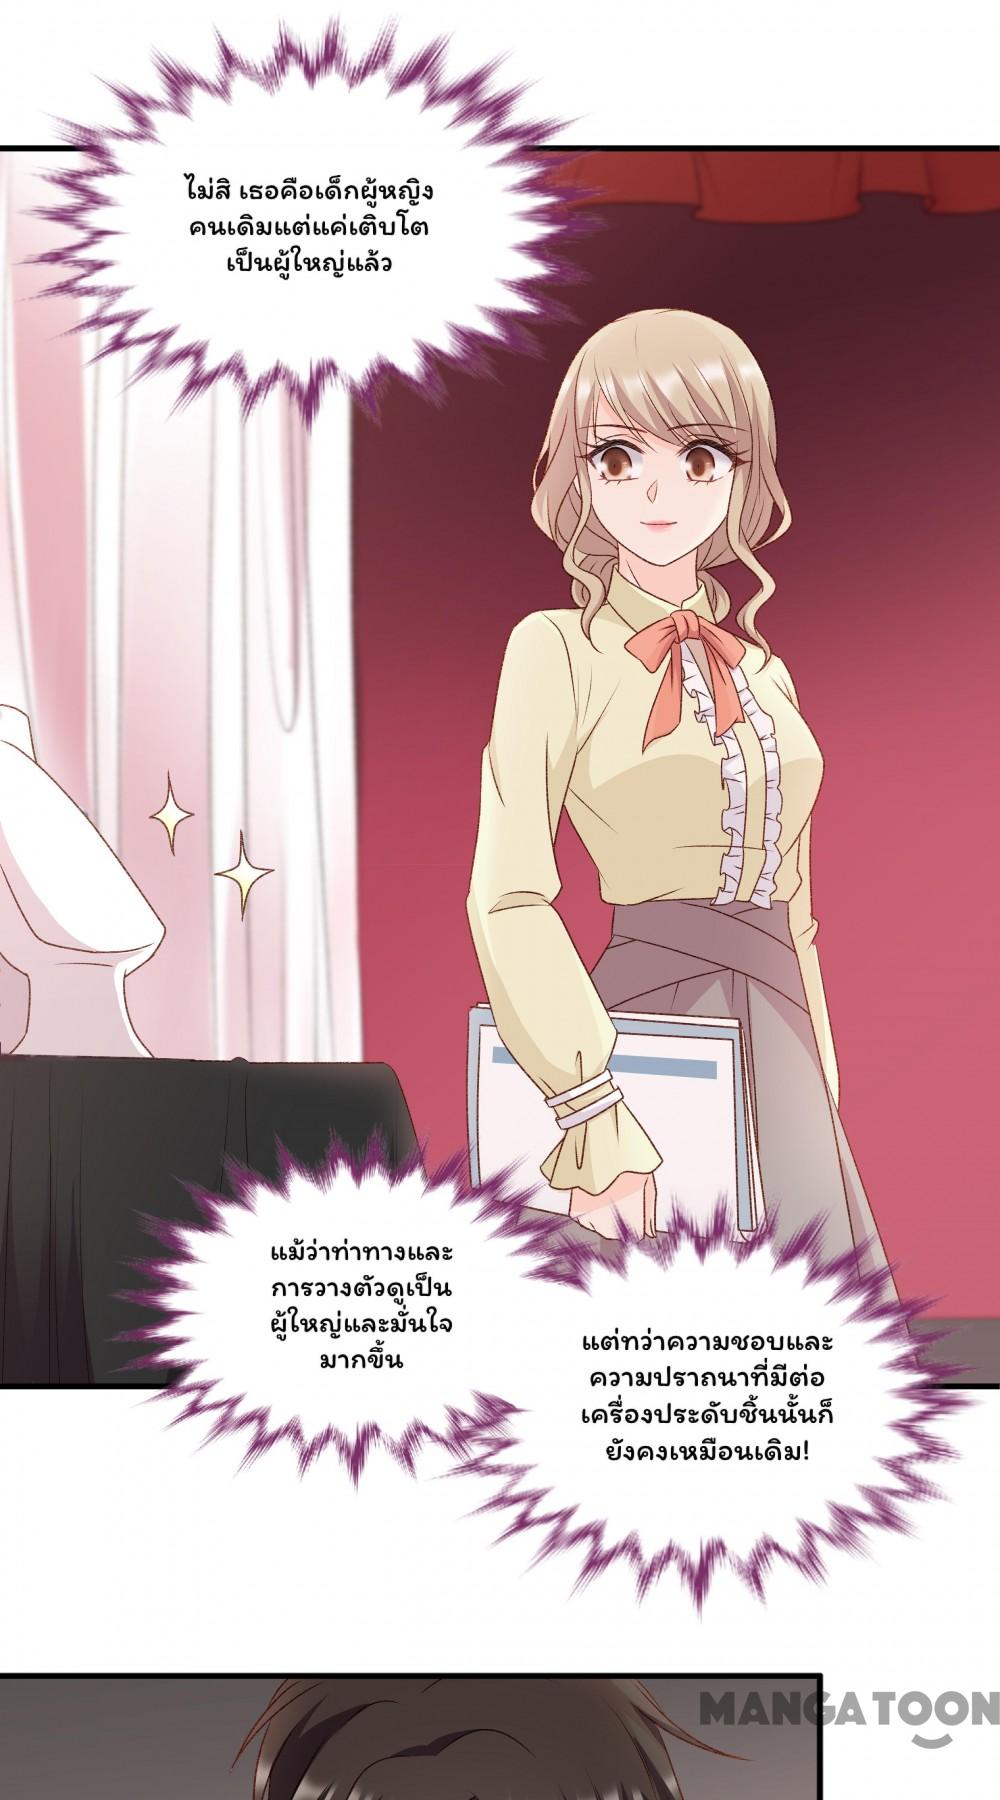 ไม่สิ เธอคือเด็กผู้หญิง
คนเดิมแต่แค่เติบโต
เป็นผู้ใหญ่แล้ว
แม้ว่าท่าทางและ
การวางตัวดูเป็น
ผู้ใหญ่และมั่นใจ
มากขึ้น
แต่ทว่าความชอบและ
ความปราถนาที่มีต่อ
เครื่องประดับชิ้นนั้นก็
ยังคงเหมือนเดิม!
MANGATOON